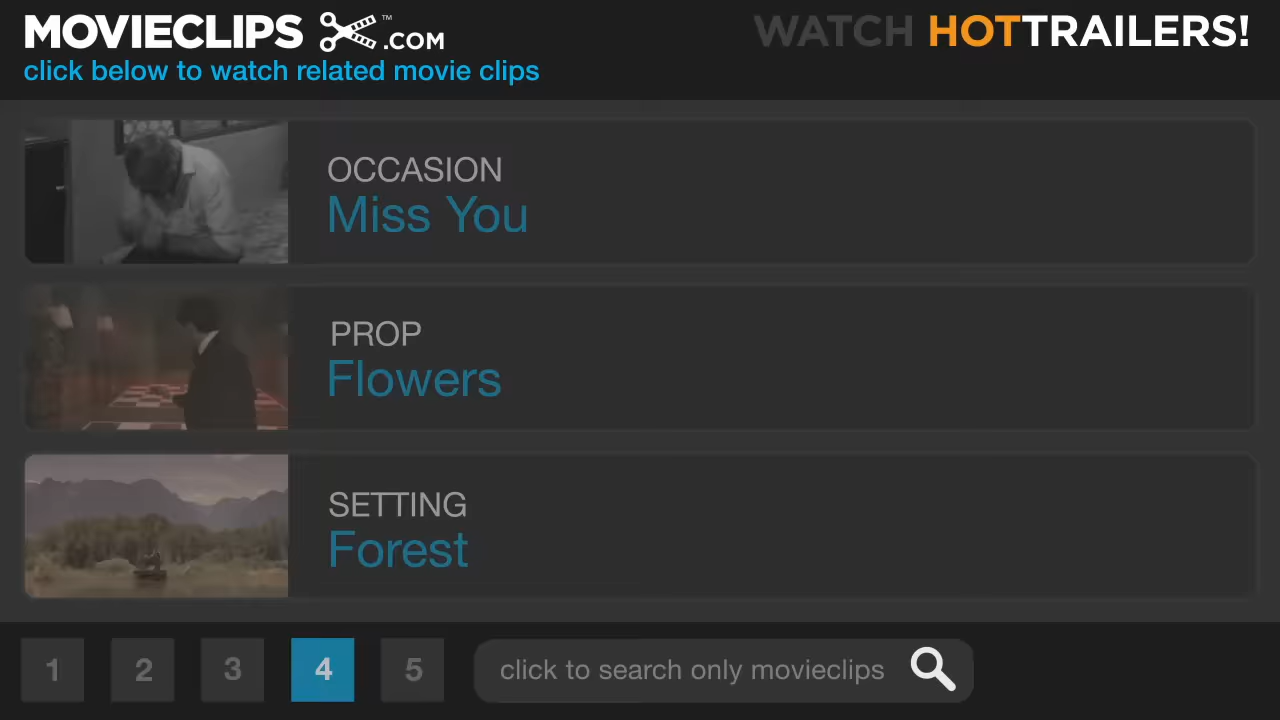 MOVIECLIPS ™ .COM
WATCH HOTTRAILERS!
click below to watch related movie clips
OCCASION
Miss You
PROP
Flowers
SETTING
Forest
1 2 3 4 5
click to search only movieclips